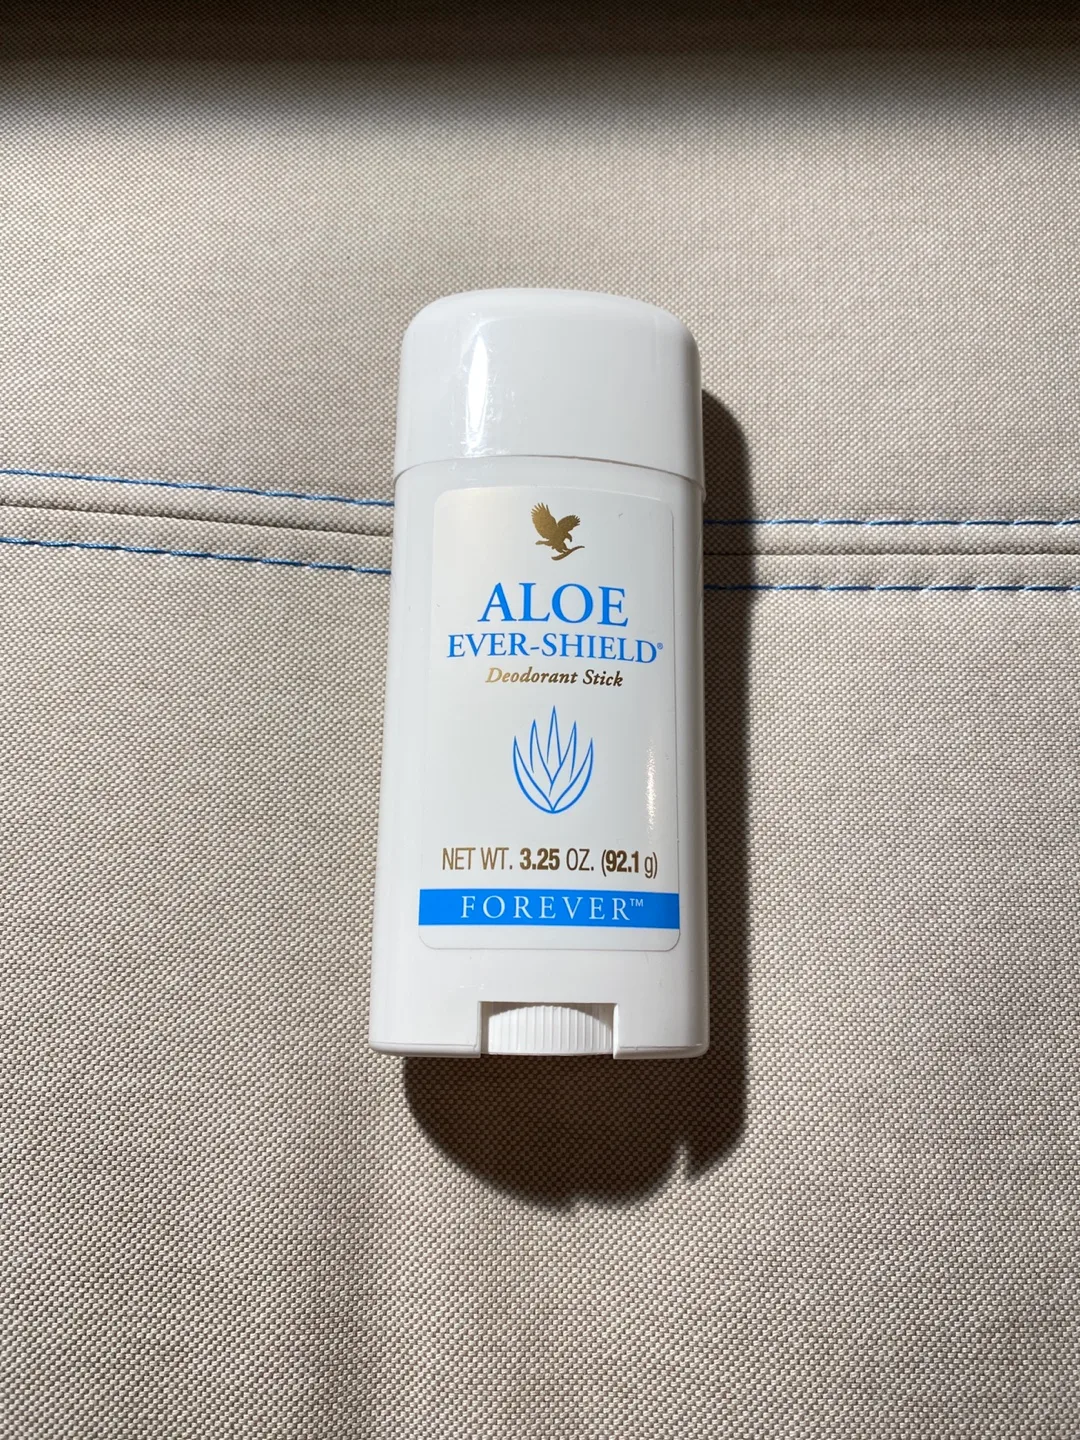 ALOE
EVER-SHIELD®
Deodorant Stick
NET WT. 3.25 OZ. (92.1 g)
FOREVER™